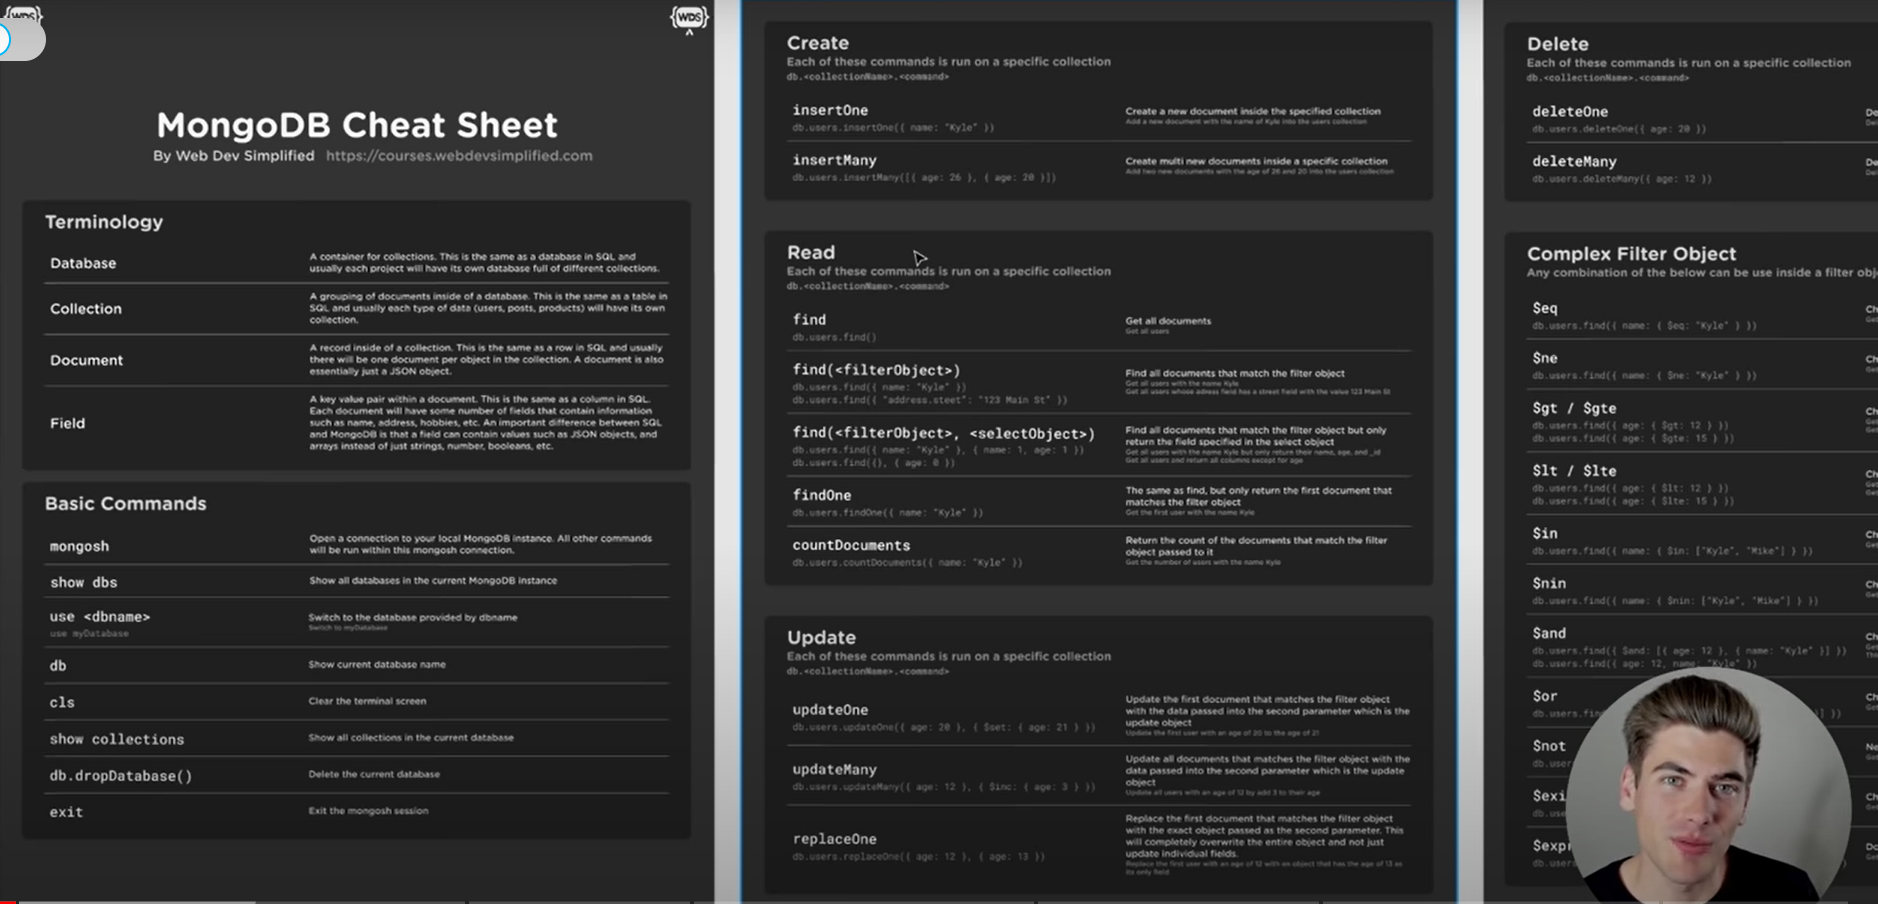 WDS
WDS
MongoDB Cheat Sheet
By Web Dev Simplified https://courses.webdevsimplified.com
Terminology
Database
A container for collections. This is the same as a database in SQL and
usually each project will have its own database full of different collections.
Collection
A grouping of documents inside of a database. This is the same as a table in
SQL and usually each type of data (users, posts, products) will have its own
collection.
Document
A record inside of a collection. This is the same as a row in SQL and usually
there will be one document per object in the collection. A document is also
essentially just a JSON object.
Field
A key value pair within a document. This is the same as a column in SQL.
Each document will have some number of fields that contain information
such as name, address, hobbies, etc. An important difference between SQL
and MongoDB is that a field can contain values such as JSON objects, and
arrays instead of just strings, number, booleans, etc.
Basic Commands
mongosh
Open a connection to your local MongoDB instance. All other commands
will be run within this mongosh connection.
show dbs
Show all databases in the current MongoDB instance
use <dbname>
use myDatabase
Switch to the database provided by dbname
Switch to myDatabase
db
Show current database name
cls
Clear the terminal screen
show collections
Show all collections in the current database
db.dropDatabase()
Delete the current database
exit
Exit the mongosh session
Create
Each of these commands is run on a specific collection
db.<collectionName>.<command>
insertOne
db.users.insertOne({ name: "Kyle" })
Create a new document inside the specified collection
Add a new document with the name of Kyle into the users collection
insertMany
db.users.insertMany([{ age: 26 }, { age: 20 }])
Create multi new documents inside a specific collection
Add two new documents with the age of 26 and 20 into the users collection
Read
Each of these commands is run on a specific collection
db.<collectionName>.<command>
find
db.users.find()
Get all documents
Get all users
find(<filterObject>)
db.users.find({ name: "Kyle" })
db.users.find({ "address.steet": "123 Main St" })
Find all documents that match the filter object
Get all users with the name Kyle
Get all users whose adress field has a street field with the value 123 Main St
find(<filterObject>, <selectObject>)
db.users.find({ name: "Kyle" }, { name: 1, age: 1 })
db.users.find({}, { age: 0 })
Find all documents that match the filter object but only
return the field specified in the select object
Get all users with the name Kyle but only return their name, age, and _id
Get all users and return all columns except for age
findOne
db.users.findOne({ name: "Kyle" })
The same as find, but only return the first document that
matches the filter object
Get the first user with the name Kyle
countDocuments
db.users.countDocuments({ name: "Kyle" })
Return the count of the documents that match the filter
object passed to it
Get the number of users with the name Kyle
Update
Each of these commands is run on a specific collection
db.<collectionName>.<command>
updateOne
db.users.updateOne({ age: 20 }, { $set: { age: 21 } })
Update the first document that matches the filter object
with the data passed into the second parameter which is the
update object
Update the first user with an age of 20 to the age of 21
updateMany
db.users.updateMany({ age: 12 }, { $inc: { age: 3 } })
Update all documents that matches the filter object with the
data passed into the second parameter which is the update
object
Update all users with an age of 12 by add 3 to their age
replaceOne
db.users.replaceOne({ age: 12 }, { age: 13 })
Replace the first document that matches the filter object
with the exact object passed as the second parameter. This
will completely overwrite the entire object and not just
update individual fields.
Replace the first user with an age of 12 with an object that has the age of 13 as
its only field
Delete
Each of these commands is run on a specific collection
db.<collectionName>.<command>
deleteOne
db.users.deleteOne({ age: 20 })
De
Del
deleteMany
db.users.deleteMany({ age: 12 })
De
Del
Complex Filter Object
Any combination of the below can be use inside a filter obj
$eq
db.users.find({ name: { $eq: "Kyle" } })
Ch
Get
$ne
db.users.find({ name: { $ne: "Kyle" } })
Ch
Get
$gt / $gte
db.users.find({ age: { $gt: 12 } })
db.users.find({ age: { $gte: 15 } })
Ch
Get
Get
$lt / $lte
db.users.find({ age: { $lt: 12 } })
db.users.find({ age: { $lte: 15 } })
Ch
Get
Get
$in
db.users.find({ name: { $in: ["Kyle", "Mike"] } })
Ch
Get
$nin
db.users.find({ name: { $nin: ["Kyle", "Mike"] } })
Ch
Get
$and
db.users.find({ $and: [{ age: 12 }, { name: "Kyle" }] })
db.users.find({ age: 12, name: "Kyle" })
Ch
Get
Thi
$or
db.users.fin
] })
Ch
Get
$not
db.use
Ne
Get
$exi
db.use
Ch
Get
$expr
db.use
Do
Get